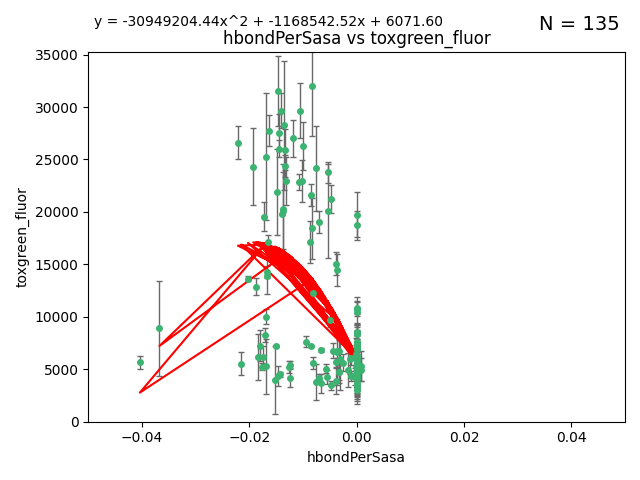 y = -30949204.44x^2 + -1168542.52x + 6071.60
N = 135
hbondPerSasa vs toxgreen_fluor
35000
30000
25000
20000
15000
10000
5000
0
toxgreen_fluor
−0.04
−0.02
0.00
0.02
0.04
hbondPerSasa